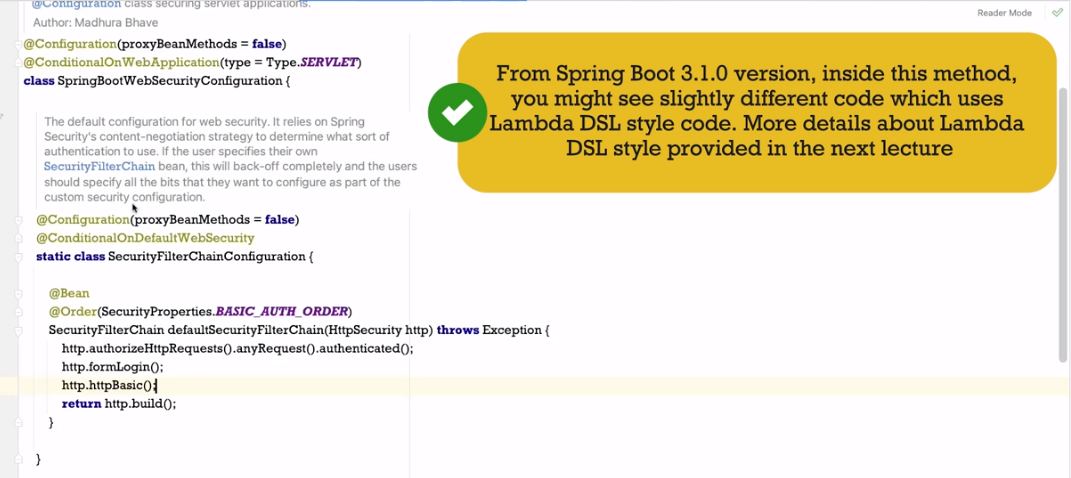 @Configuration class securing servlet applications.
Author: Madhura Bhave
Reader Mode
@Configuration(proxyBeanMethods = false)
@ConditionalOnWebApplication(type = Type.SERVLET)
class SpringBootWebSecurityConfiguration {
From Spring Boot 3.1.0 version, inside this method,
you might see slightly different code which uses
Lambda DSL style code. More details about Lambda
DSL style provided in the next lecture
The default configuration for web security. It relies on Spring
Security's content-negotiation strategy to determine what sort of
authentication to use. If the user specifies their own
SecurityFilterChain bean, this will back-off completely and the users
should specify all the bits that they want to configure as part of the
custom security configuration.
@Configuration(proxyBeanMethods = false)
@ConditionalOnDefaultWebSecurity
static class SecurityFilterChainConfiguration {
@Bean
@Order(SecurityProperties.BASIC_AUTH_ORDER)
SecurityFilterChain defaultSecurityFilterChain(HttpSecurity http) throws Exception {
http.authorizeHttpRequests().anyRequest().authenticated();
http.formLogin();
http.httpBasic();
return http.build();
}
}